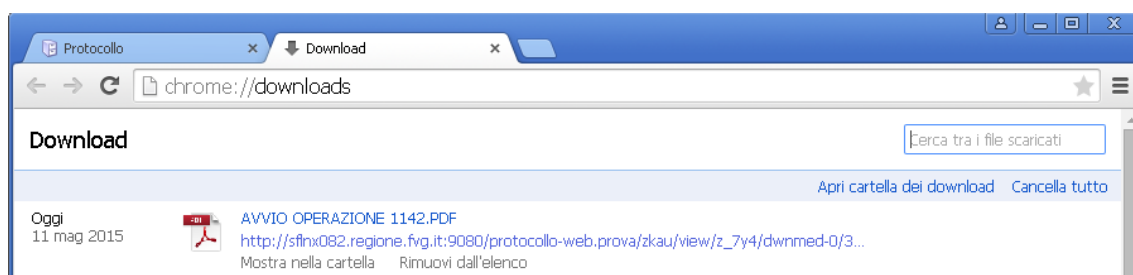 Protocollo
Download
chrome://downloads
Download
Cerca tra i file scaricati
Apri cartella dei download Cancella tutto
Oggi AVVIO OPERAZIONE 1142.PDF
11 mag 2015 http://sflnx082.regione.fvg.it:9080/protocollo-web.prova/zkau/view/z_7y4/dwnmed-0/3...
Mostra nella cartella Rimuovi dall'elenco